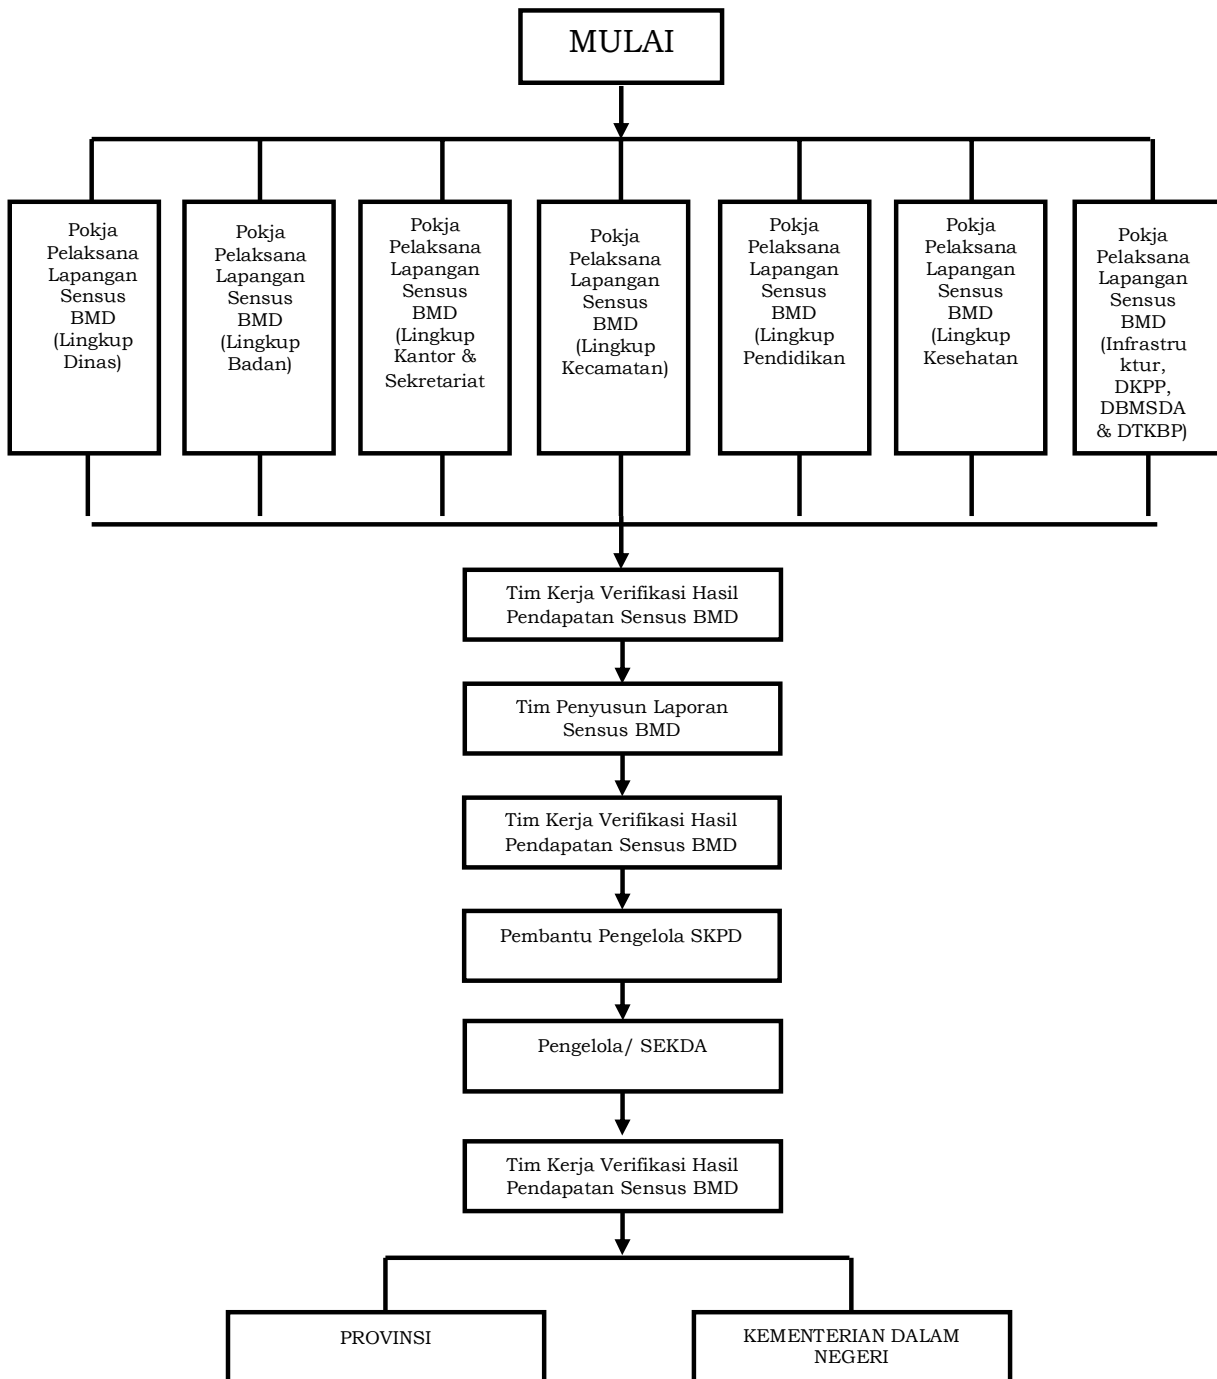 MULAI
Pokja
Pelaksana
Lapangan
Sensus
BMD
(Lingkup
Dinas)
Pokja
Pelaksana
Lapangan
Sensus
BMD
(Lingkup
Badan)
Pokja
Pelaksana
Lapangan
Sensus
BMD
(Lingkup
Kantor &
Sekretariat
Pokja
Pelaksana
Lapangan
Sensus
BMD
(Lingkup
Kecamatan)
Pokja
Pelaksana
Lapangan
Sensus
BMD
(Lingkup
Pendidikan
Pokja
Pelaksana
Lapangan
Sensus
BMD
(Lingkup
Kesehatan
Pokja
Pelaksana
Lapangan
Sensus
BMD
(Infrastru
ktur,
DKPP,
DBMSDA
& DTKBP)
Tim Kerja Verifikasi Hasil
Pendapatan Sensus BMD
Tim Penyusun Laporan
Sensus BMD
Tim Kerja Verifikasi Hasil
Pendapatan Sensus BMD
Pembantu Pengelola SKPD
Pengelola/ SEKDA
Tim Kerja Verifikasi Hasil
Pendapatan Sensus BMD
PROVINSI
KEMENTERIAN DALAM
NEGERI